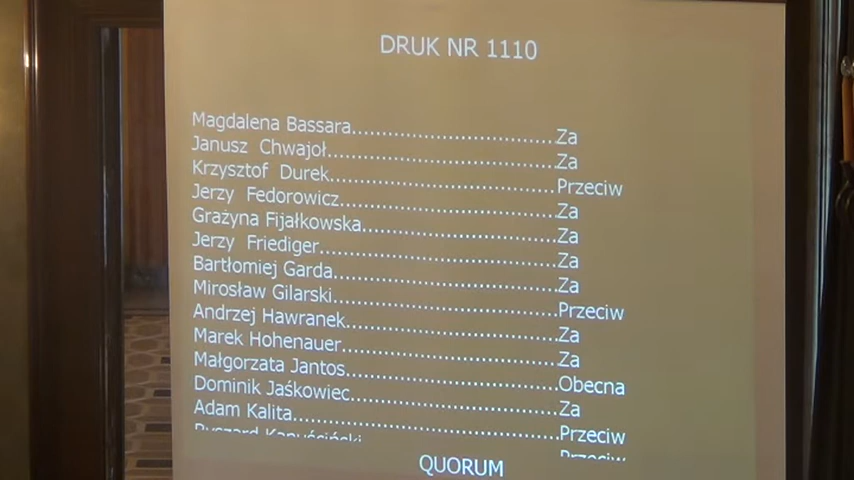 DRUK NR 1110
Magdalena Bassara..................................Za
Janusz Chwajoł......................................Za
Krzysztof Durek.....................................Przeciw
Jerzy Fedorowicz...................................Za
Grażyna Fijałkowska..............................Za
Jerzy Friediger.......................................Za
Bartłomiej Garda....................................Za
Mirosław Gilarski....................................Przeciw
Andrzej Hawranek..................................Za
Marek Hohenauer...................................Za
Małgorzata Jantos..................................Obecna
Dominik Jaśkowiec.................................Za
Adam Kalita...........................................Przeciw
Ryszard Przeciw
QUORUM